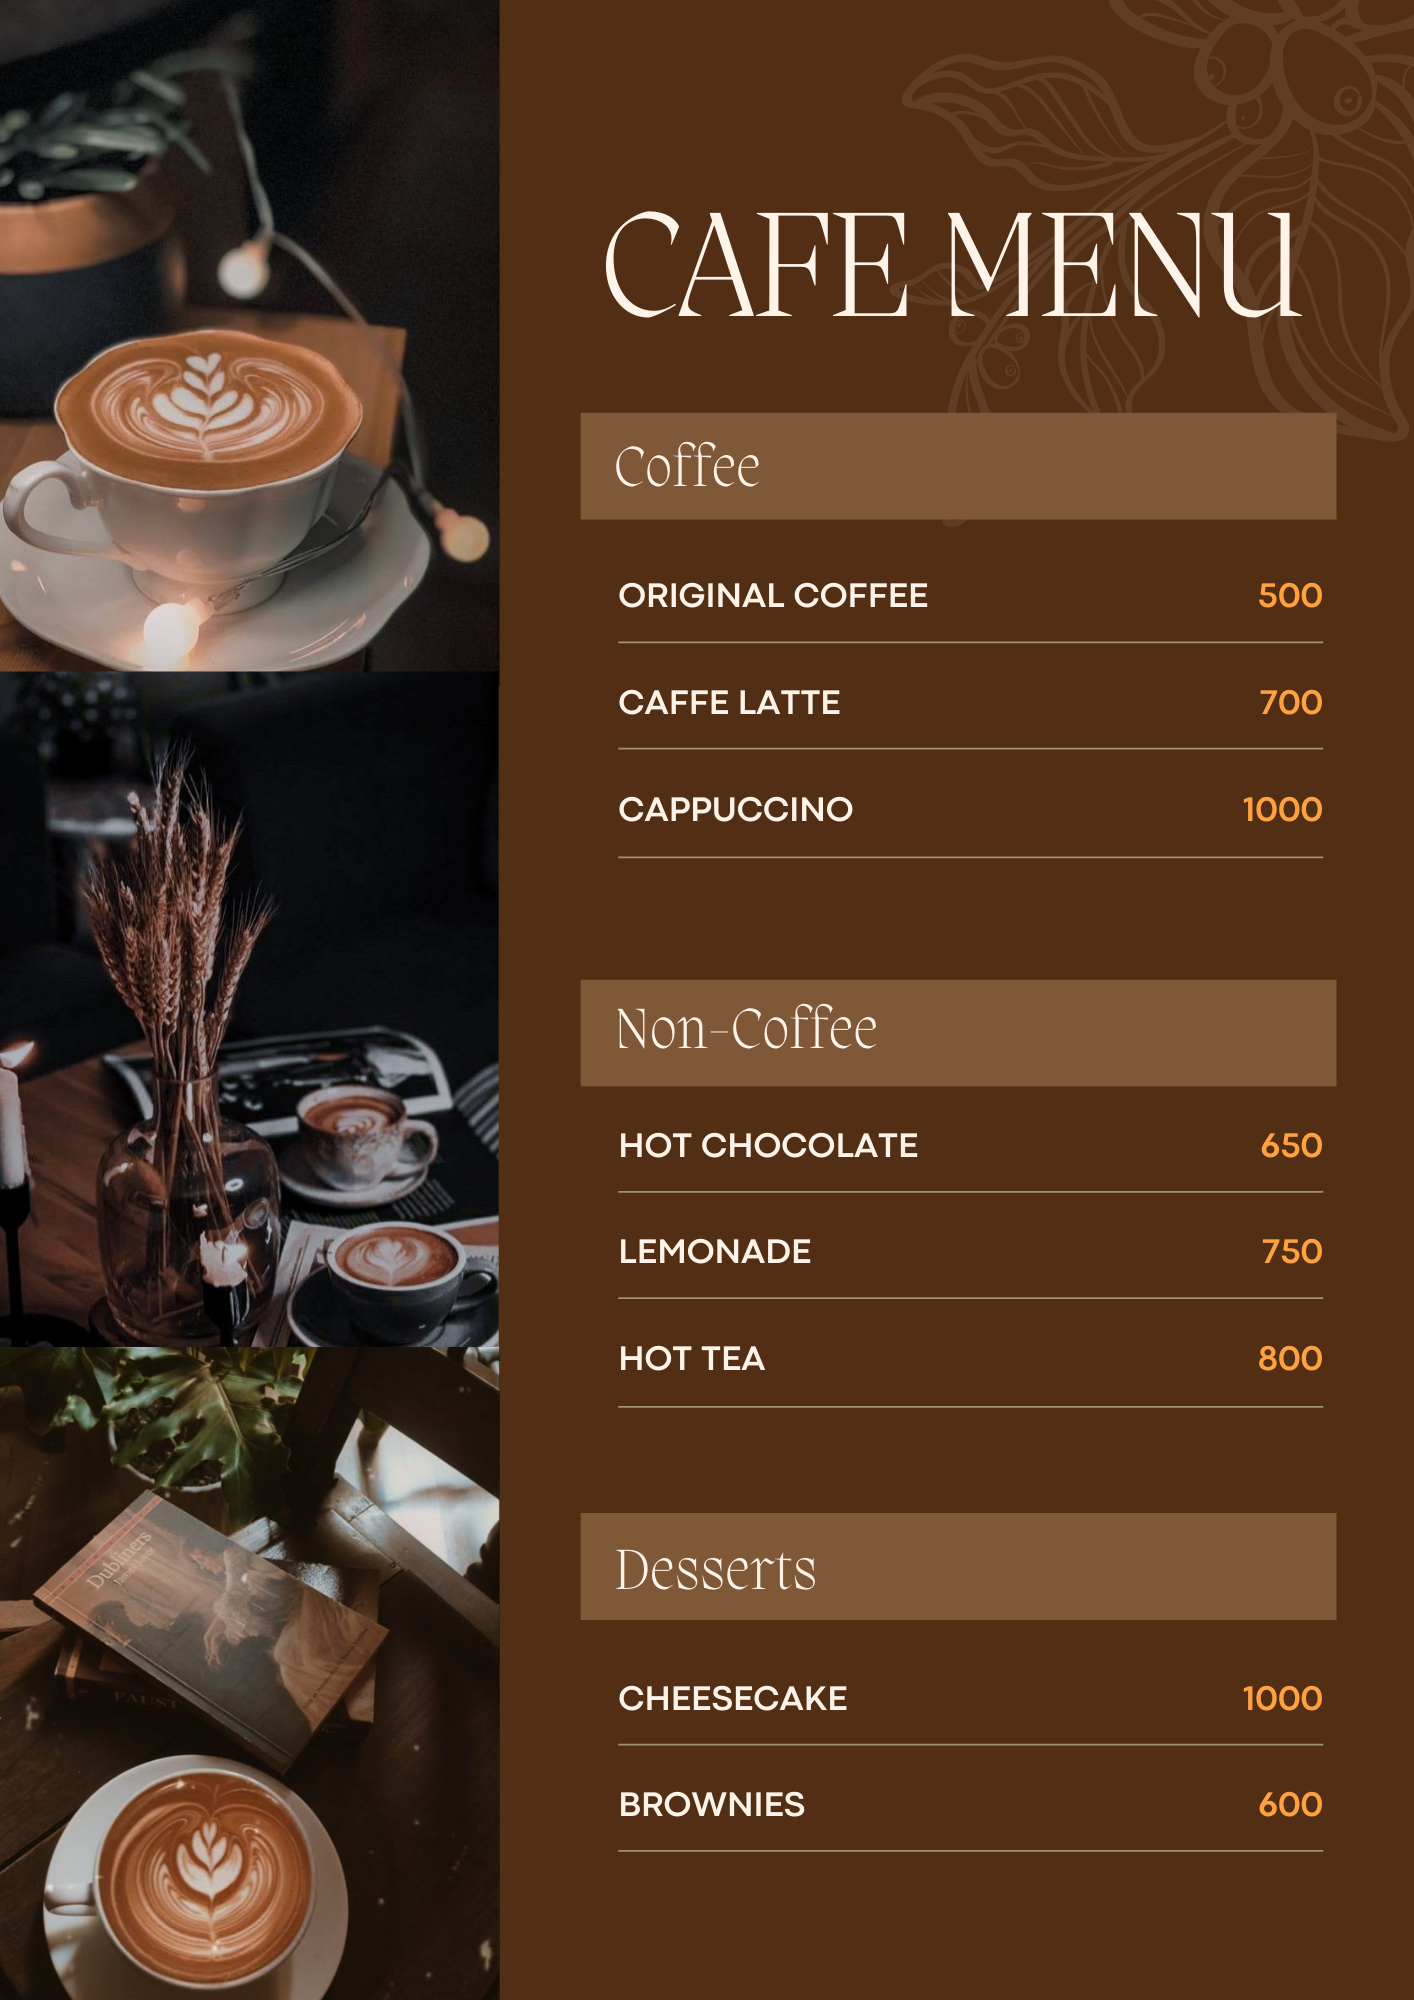 CAFE MENU
Coffee
ORIGINAL COFFEE 500
CAFFE LATTE 700
CAPPUCCINO 1000
Non-Coffee
HOT CHOCOLATE 650
LEMONADE 750
HOT TEA 800
Desserts
CHEESECAKE 1000
BROWNIES 600
Dubliners
James Joyce
FAUST